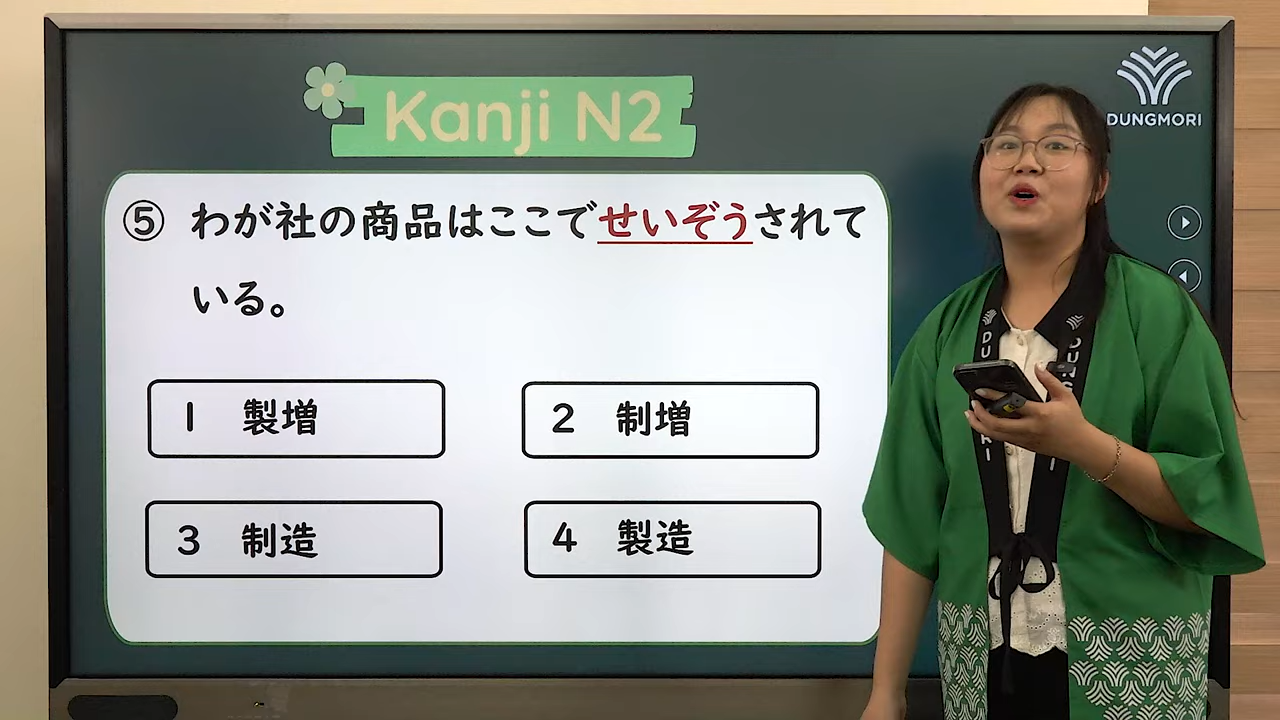 Kanji N2
DUNGMORI
⑤ わが社の商品はここでせいぞうされて
いる。
1 製増
2 制増
3 制造
4 製造